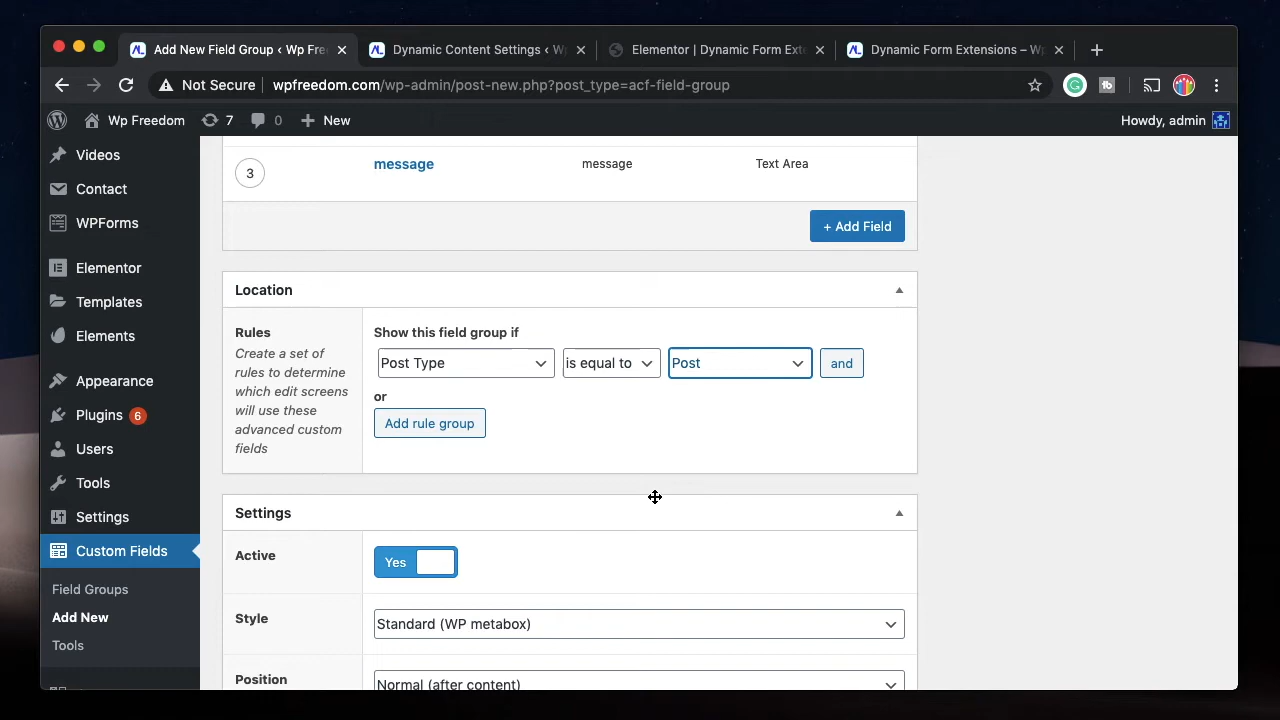 Add New Field Group ‹ Wp Fre
Dynamic Content Settings ‹ W
Elementor | Dynamic Form Exte
Dynamic Form Extensions – Wp
Not Secure
wpfreedom.com/wp-admin/post-new.php?post_type=acf-field-group
Wp Freedom
7
0
New
Howdy, admin
Videos
Contact
WPForms
Elementor
Templates
Elements
Appearance
Plugins 6
Users
Tools
Settings
Custom Fields
Field Groups
Add New
Tools
3
message
message
Text Area
+ Add Field
Location
Rules
Create a set of
rules to determine
which edit screens
will use these
advanced custom
fields
Show this field group if
Post Type
is equal to
Post
and
or
Add rule group
Settings
Active
Yes
Style
Standard (WP metabox)
Position
Normal (after content)